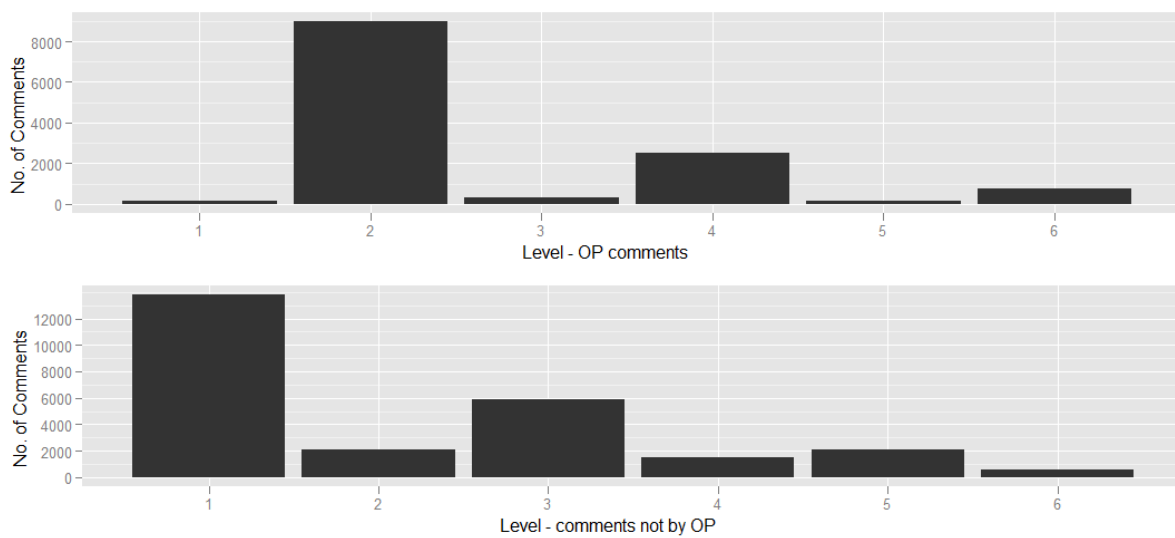 No. of Comments
8000
6000
4000
2000
0
1 2 3 4 5 6
Level - OP comments
No. of Comments
12000
10000
8000
6000
4000
2000
0
1 2 3 4 5 6
Level - comments not by OP